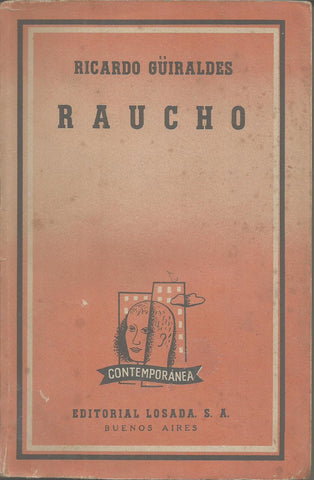 RICARDO GÜIRALDES
RAUCHO
CONTEMPORÁNEA
EDITORIAL LOSADA, S. A.
BUENOS AIRES